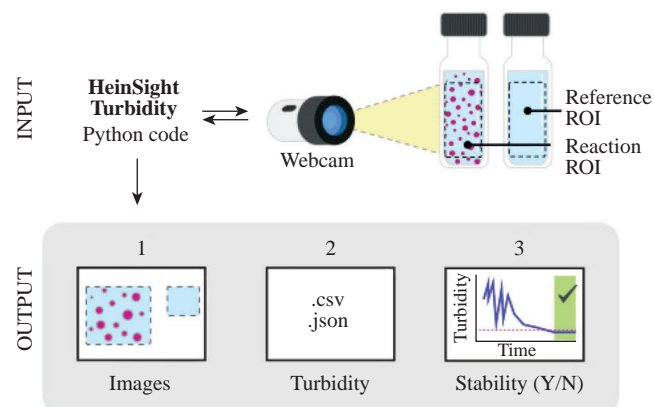 INPUT
HeinSight
Turbidity
Python code
Webcam
Reference
ROI
Reaction
ROI
OUTPUT
1
2
3
.csv
.json
Turbidity
Time
Images
Turbidity
Stability (Y/N)